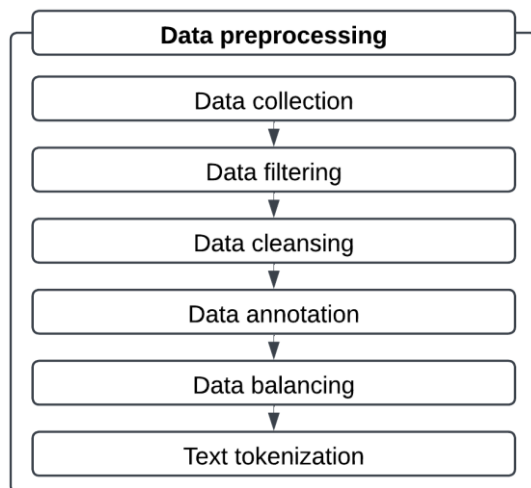 Data preprocessing
Data collection
Data filtering
Data cleansing
Data annotation
Data balancing
Text tokenization